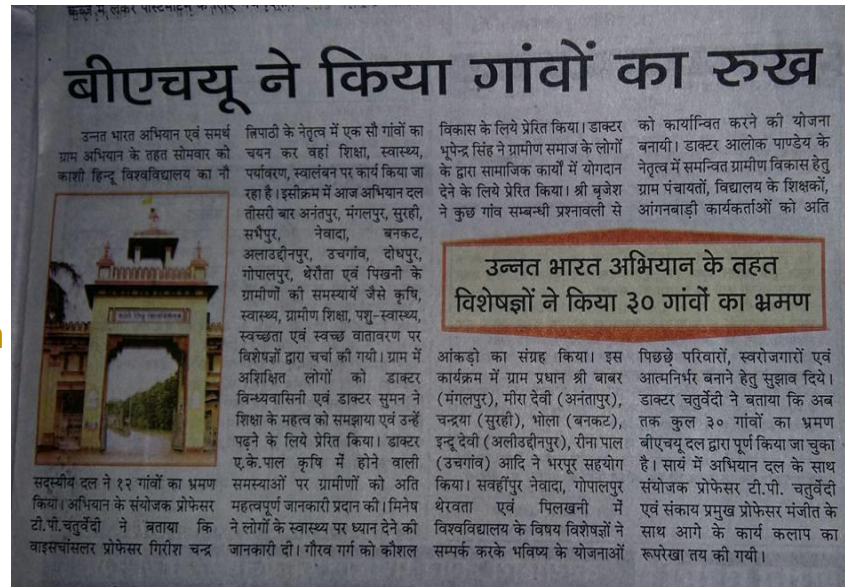 बीएचयू ने किया गांवों का रुख
उन्नत भारत अभियान एवं समर्थ
ग्राम अभियान के तहत सोमवार को
काशी हिन्दू विश्वविद्यालय का नौ
सदस्यीय दल ने १२ गांवों का भ्रमण
किया। अभियान के संयोजक प्रोफेसर
टी.पी.चतुर्वेदी ने बताया कि
वाइसचांसलर प्रोफेसर गिरीश चन्द्र
त्रिपाठी के नेतृत्व में एक सौ गांवों का
चयन कर वहां शिक्षा, स्वास्थ्य,
पर्यावरण, स्वालंबन पर कार्य किया जा
रहा है। इसीक्रम में आज अभियान दल
तीसरी बार अनंतपुर, मंगलपुर, सुरही,
सभैपुर, नेवादा, बनकट,
अलाउद्दीनपुर, उचगांव, दोधपुर,
गोपालपुर, थेरौता एवं पिखनी के
ग्रामीणों की समस्यायें जैसे कृषि,
स्वास्थ्य, ग्रामीण शिक्षा, पशु-स्वास्थ्य,
स्वच्छता एवं स्वच्छ वातावरण पर
विशेषज्ञों द्वारा चर्चा की गयी। ग्राम में
अशिक्षित लोगों को डाक्टर
विन्ध्यवासिनी एवं डाक्टर सुमन ने
शिक्षा के महत्व को समझाया एवं उन्हें
पढ़ने के लिये प्रेरित किया। डाक्टर
ए.के.पाल कृषि में होने वाली
समस्याओं पर ग्रामीणों को अति
महत्वपूर्ण जानकारी प्रदान की। मिनेष
ने लोगों के स्वास्थ्य पर ध्यान देने की
जानकारी दी। गौरव गर्ग को कौशल
विकास के लिये प्रेरित किया। डाक्टर
भूपेन्द्र सिंह ने ग्रामीण समाज के लोगों
के द्वारा सामाजिक कार्यों में योगदान
देने के लिये प्रेरित किया। श्री बृजेश
ने कुछ गांव सम्बन्धी प्रश्नावली से
उन्नत भारत अभियान के तहत
विशेषज्ञों ने किया ३० गांवों का भ्रमण
आंकड़ो का संग्रह किया। इस
कार्यक्रम में ग्राम प्रधान श्री बाबर
(मंगलपुर), मीरा देवी (अनंतापुर),
चन्द्रया (सुरही), भोला (बनकट),
इन्दू देवी (अलीउद्दीनपुर), रीना पाल
(उचगांव) आदि ने भरपूर सहयोग
किया। सवहींपुर नेवादा, गोपालपुर
थेरवता एवं पिलखनी में
विश्वविद्यालय के विषय विशेषज्ञों ने
सम्पर्क करके भविष्य के योजनाओं
को कार्यान्वित करने की योजना
बनायी। डाक्टर आलोक पाण्डेय के
नेतृत्व में समन्वित ग्रामीण विकास हेतु
ग्राम पंचायतों, विद्यालय के शिक्षकों,
आंगनबाड़ी कार्यकर्ताओं को अति
पिछछे परिवारों, स्वरोजगारों एवं
आत्मनिर्भर बनाने हेतु सुझाव दिये।
डाक्टर चतुर्वेदी ने बताया कि अब
तक कुल ३० गांवों का भ्रमण
बीएचयू दल द्वारा पूर्ण किया जा चुका
है। सायं में अभियान दल के साथ
संयोजक प्रोफेसर टी.पी. चतुर्वेदी
एवं संकाय प्रमुख प्रोफेसर मंजीत के
साथ आगे के कार्य कलाप का
रूपरेखा तय की गयी।